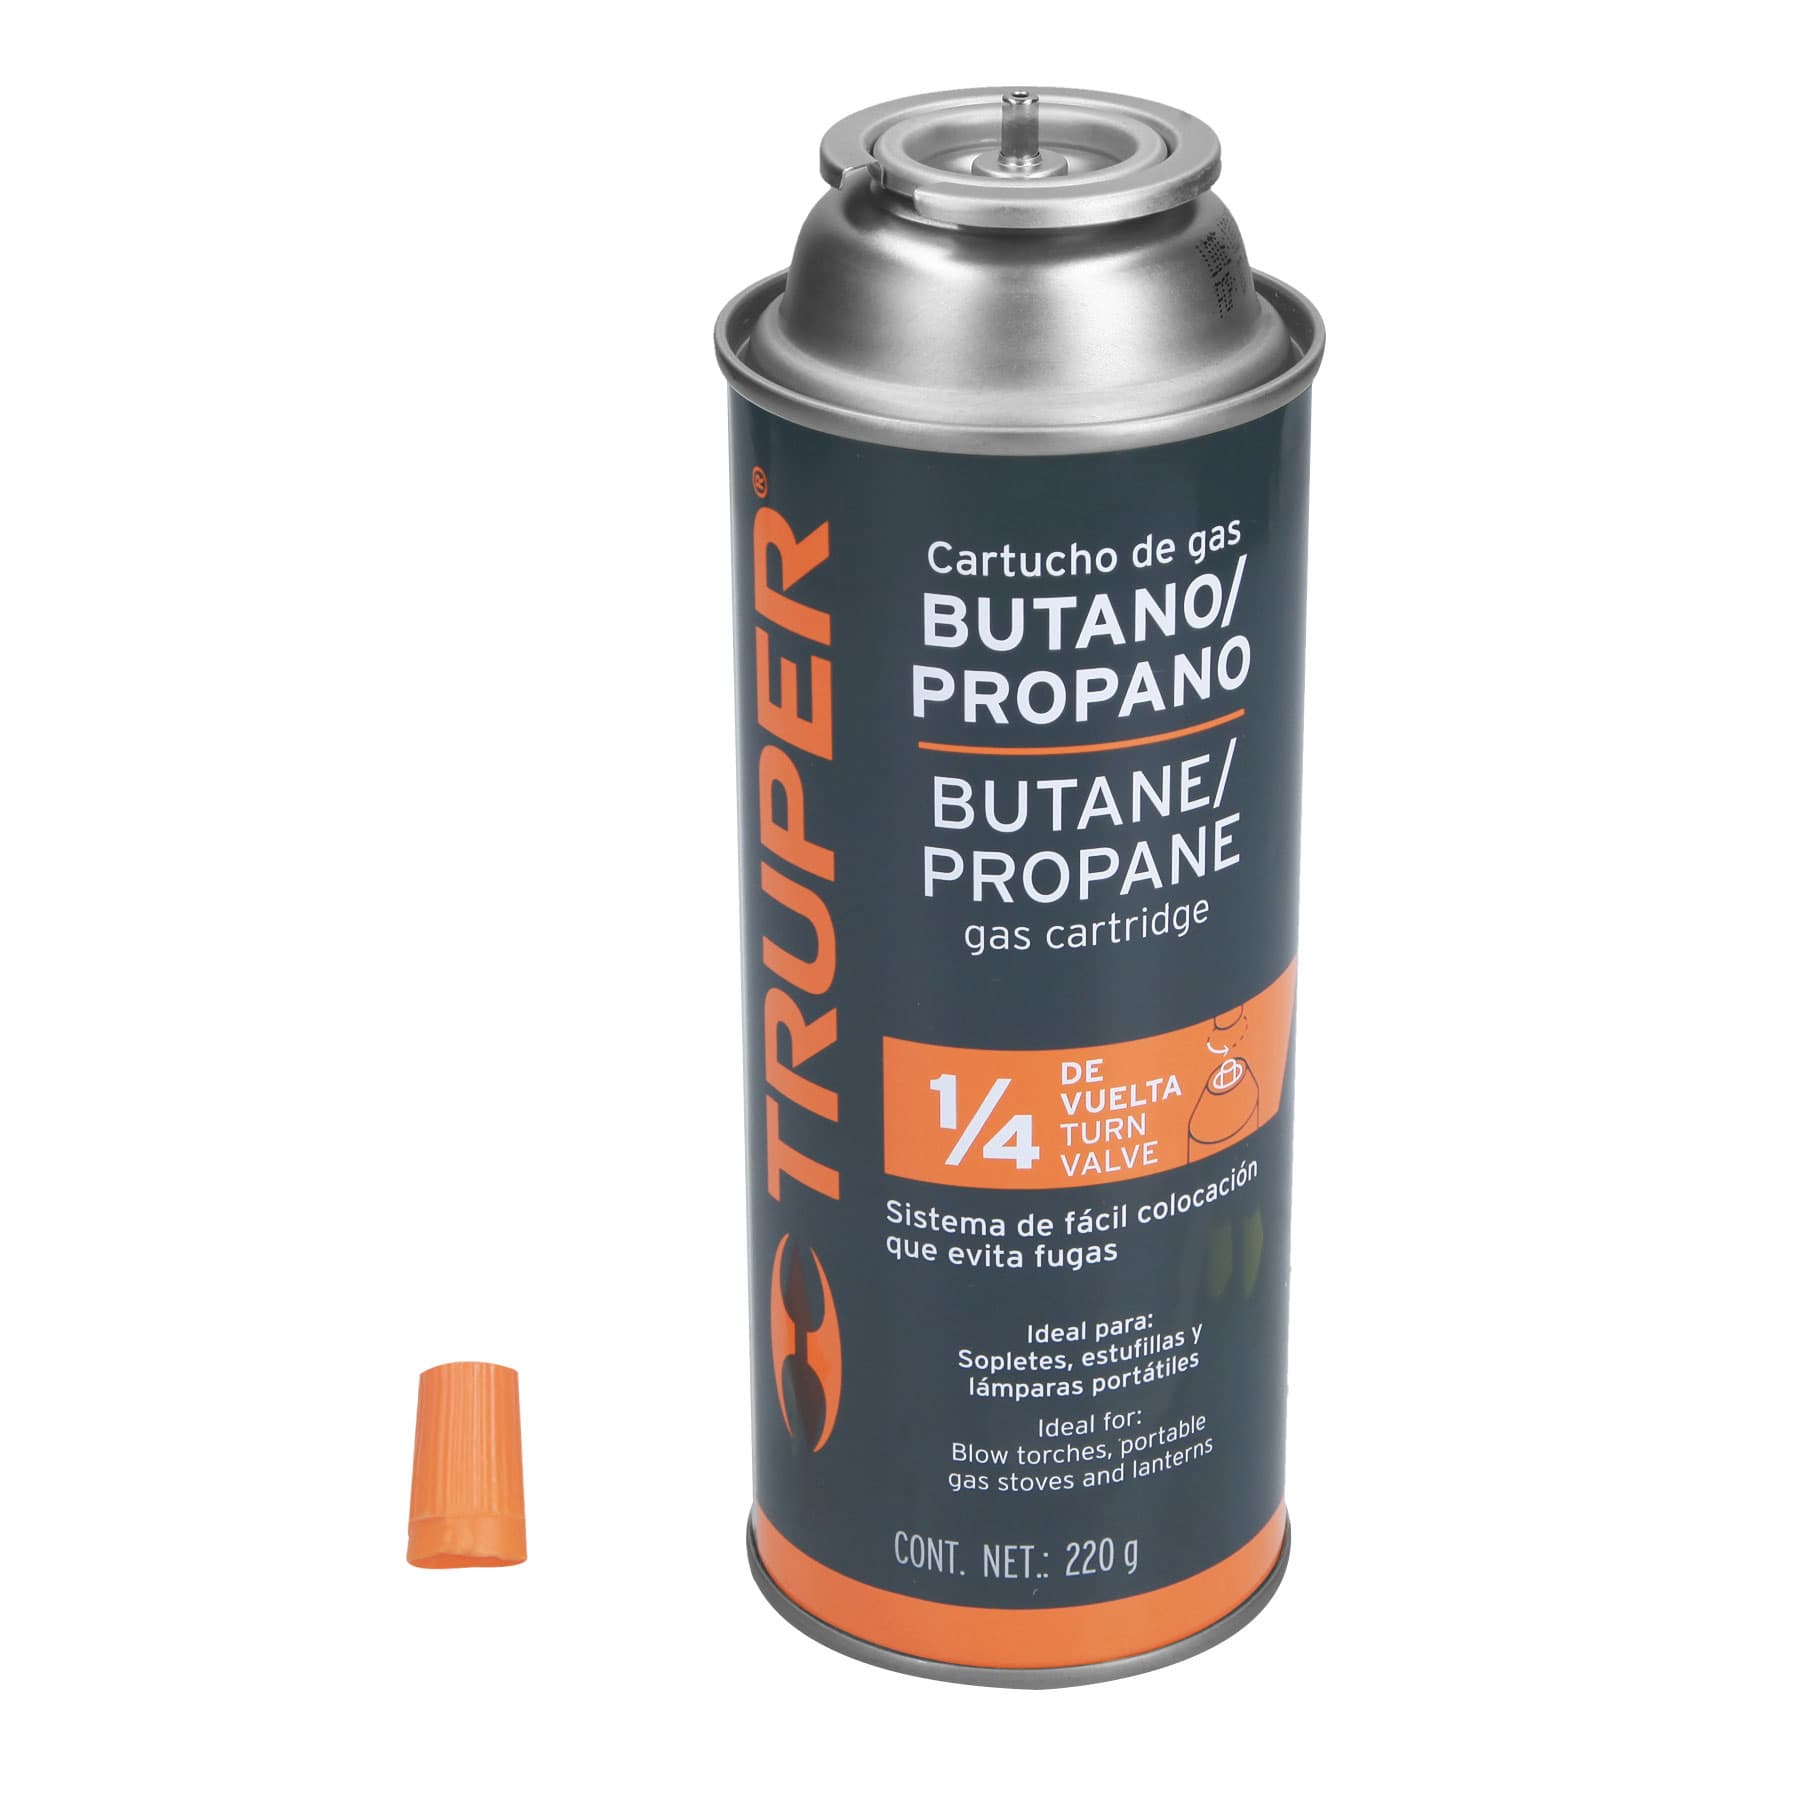 TRUPER®
Cartucho de gas
BUTANO/
PROPANO
BUTANE/
PROPANE
gas cartridge
1/4
DE
VUELTA
TURN
VALVE
Sistema de fácil colocación
que evita fugas
Ideal para:
Sopletes, estufillas y
lámparas portátiles
Ideal for:
Blow torches, portable
gas stoves and lanterns
CONT. NET.: 220 g